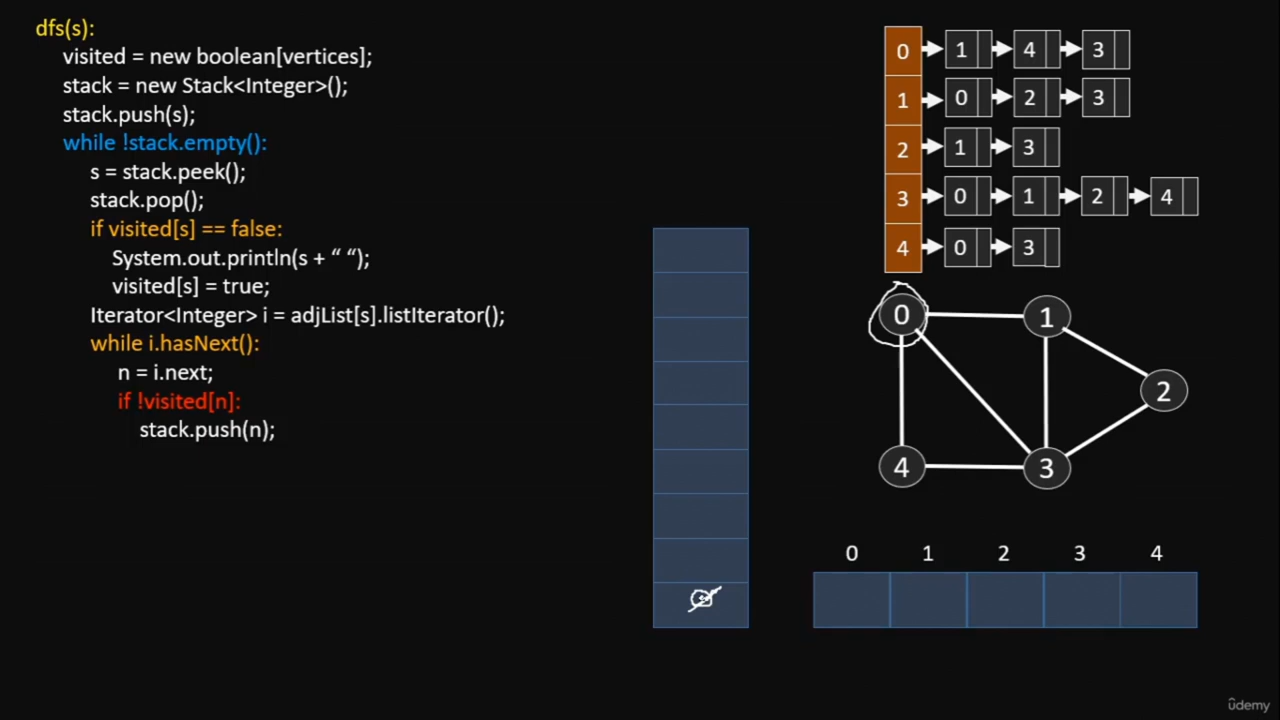 dfs(s):
visited = new boolean[vertices];
stack = new Stack<Integer>();
stack.push(s);
while !stack.empty():
s = stack.peek();
stack.pop();
if visited[s] == false:
System.out.println(s + “ “);
visited[s] = true;
Iterator<Integer> i = adjList[s].listIterator();
while i.hasNext():
n = i.next;
if !visited[n]:
stack.push(n);
0 1 4 3
1 0 2 3
2 1 3
3 0 1 2 4
4 0 3
0 1
2
4 3
0 1 2 3 4
ûdemy